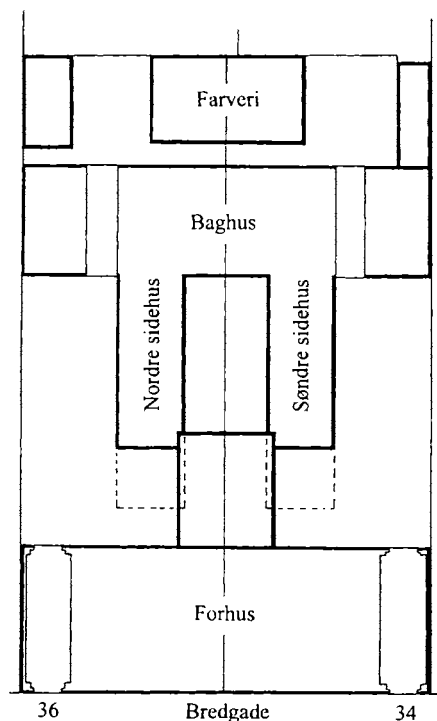 Farveri
Baghus
Nordre sidehus
Søndre sidehus
Forhus
36 Bredgade 34